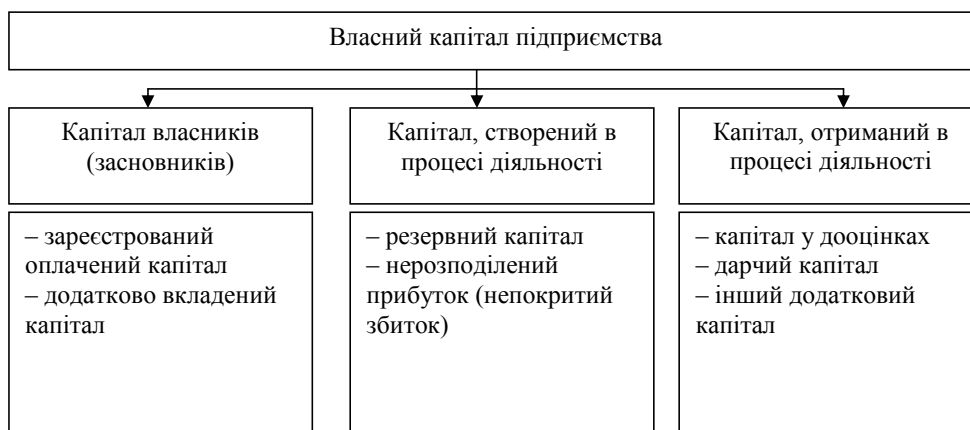 Власний капітал підприємства
Капітал власників
(засновників)
Капітал, створений в
процесі діяльності
Капітал, отриманий в
процесі діяльності
– зареєстрований
оплачений капітал
– додатково вкладений
капітал
– резервний капітал
– нерозподілений
прибуток (непокритий
збиток)
– капітал у дооцінках
– дарчий капітал
– інший додатковий
капітал